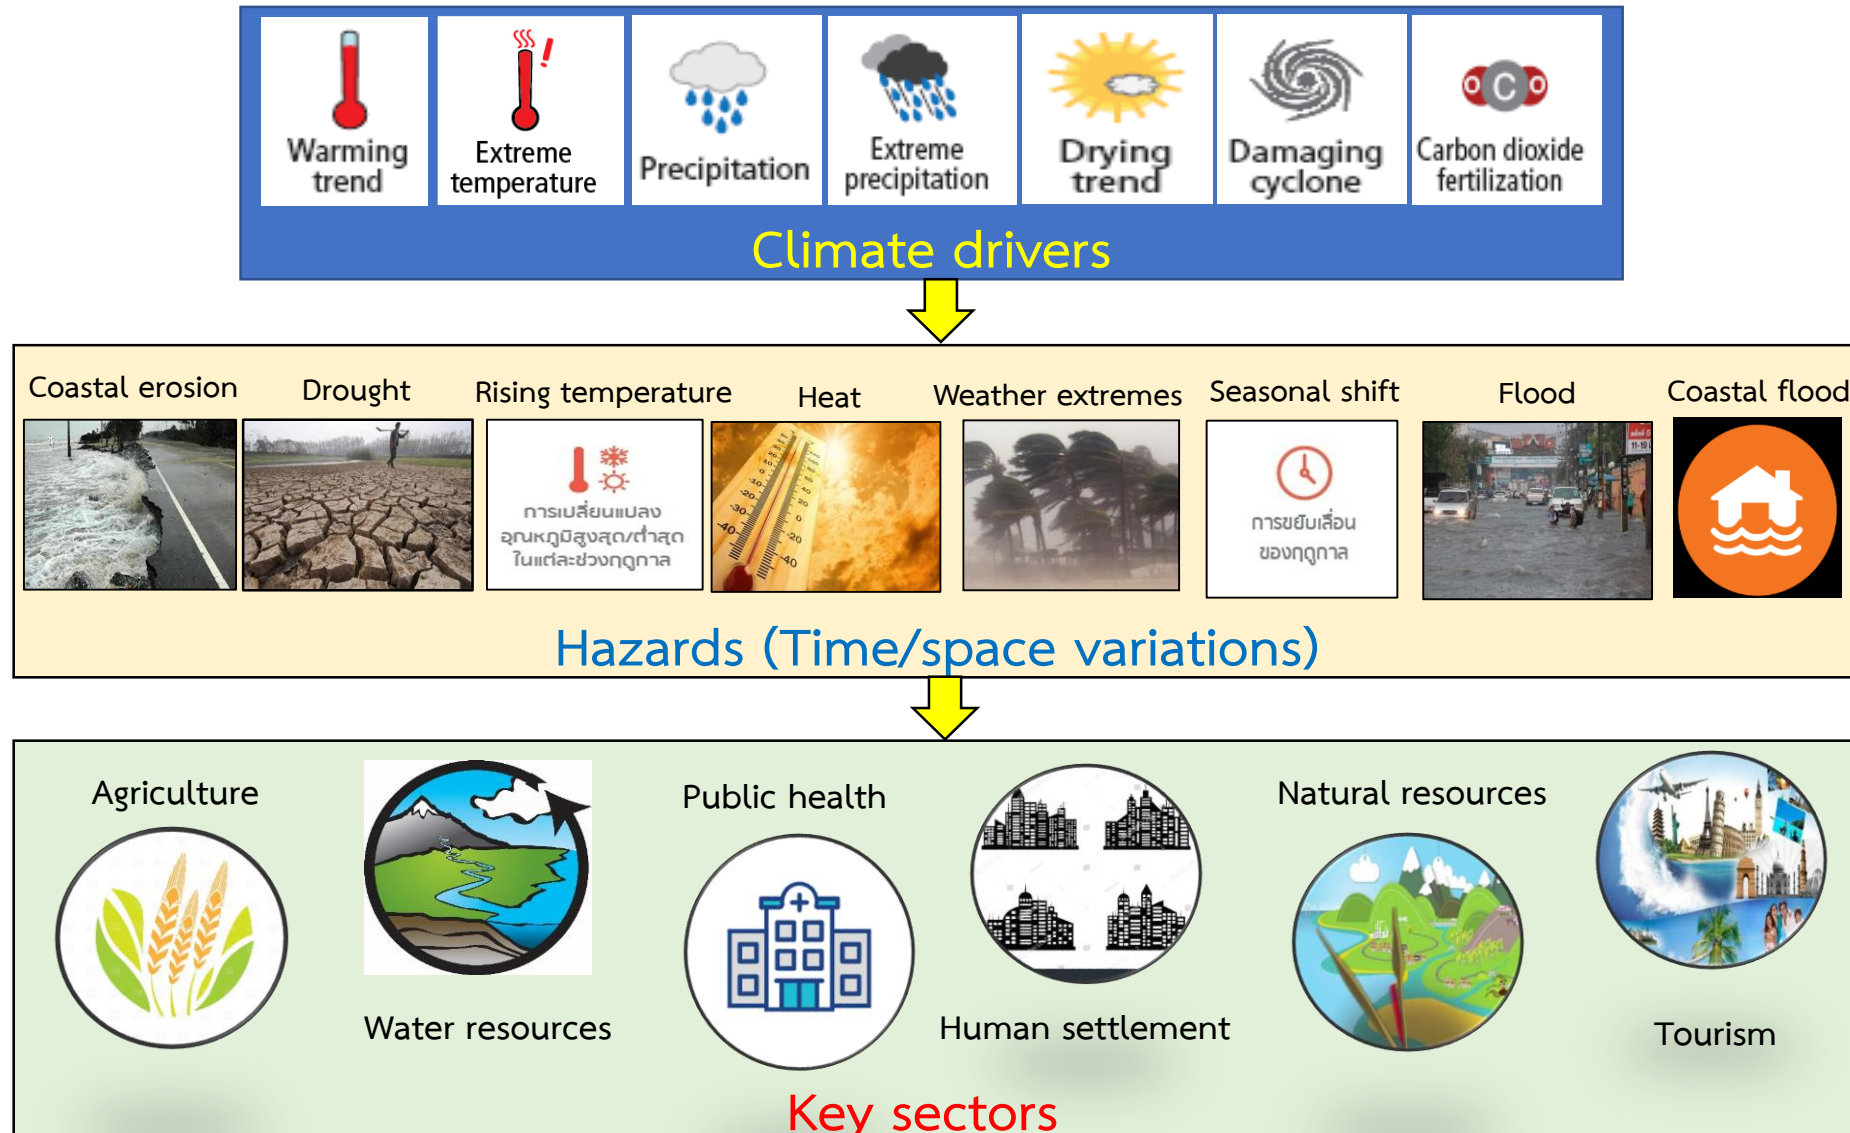 Warming
trend
Extreme
temperature
Precipitation
Extreme
precipitation
Drying
trend
Damaging
cyclone
O C O
Carbon dioxide
fertilization
Climate drivers
Coastal erosion
Drought
Rising temperature
Heat
Weather extremes
Seasonal shift
Flood
Coastal flood
การเปลี่ยนแปลง
อุณหภูมิสูงสุด/ต่ำสุด
ในแต่ละช่วงฤดูกาล
การขยับเลื่อน
ของฤดูกาล
11-19
Hazards (Time/space variations)
Agriculture
Water resources
Public health
Human settlement
Natural resources
Tourism
Key sectors